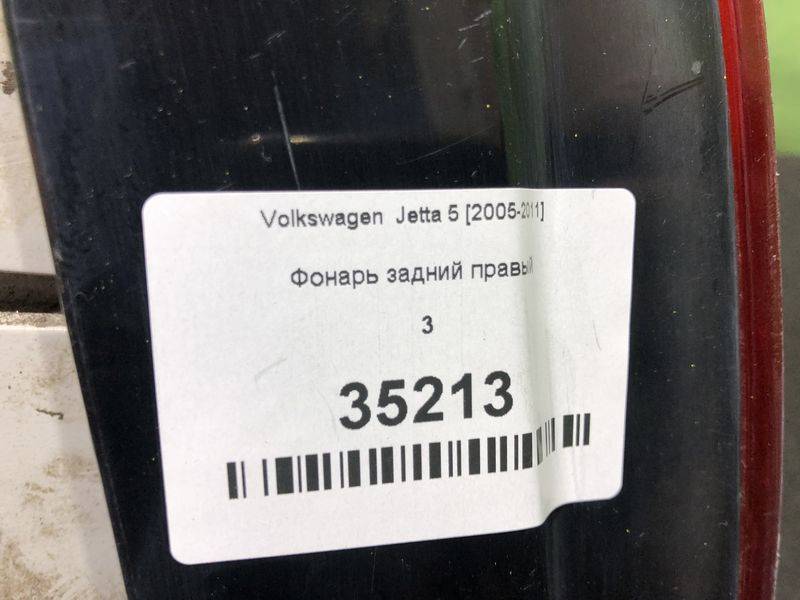 Volkswagen Jetta 5 [2005-2011]
Фонарь задний правый
3
35213